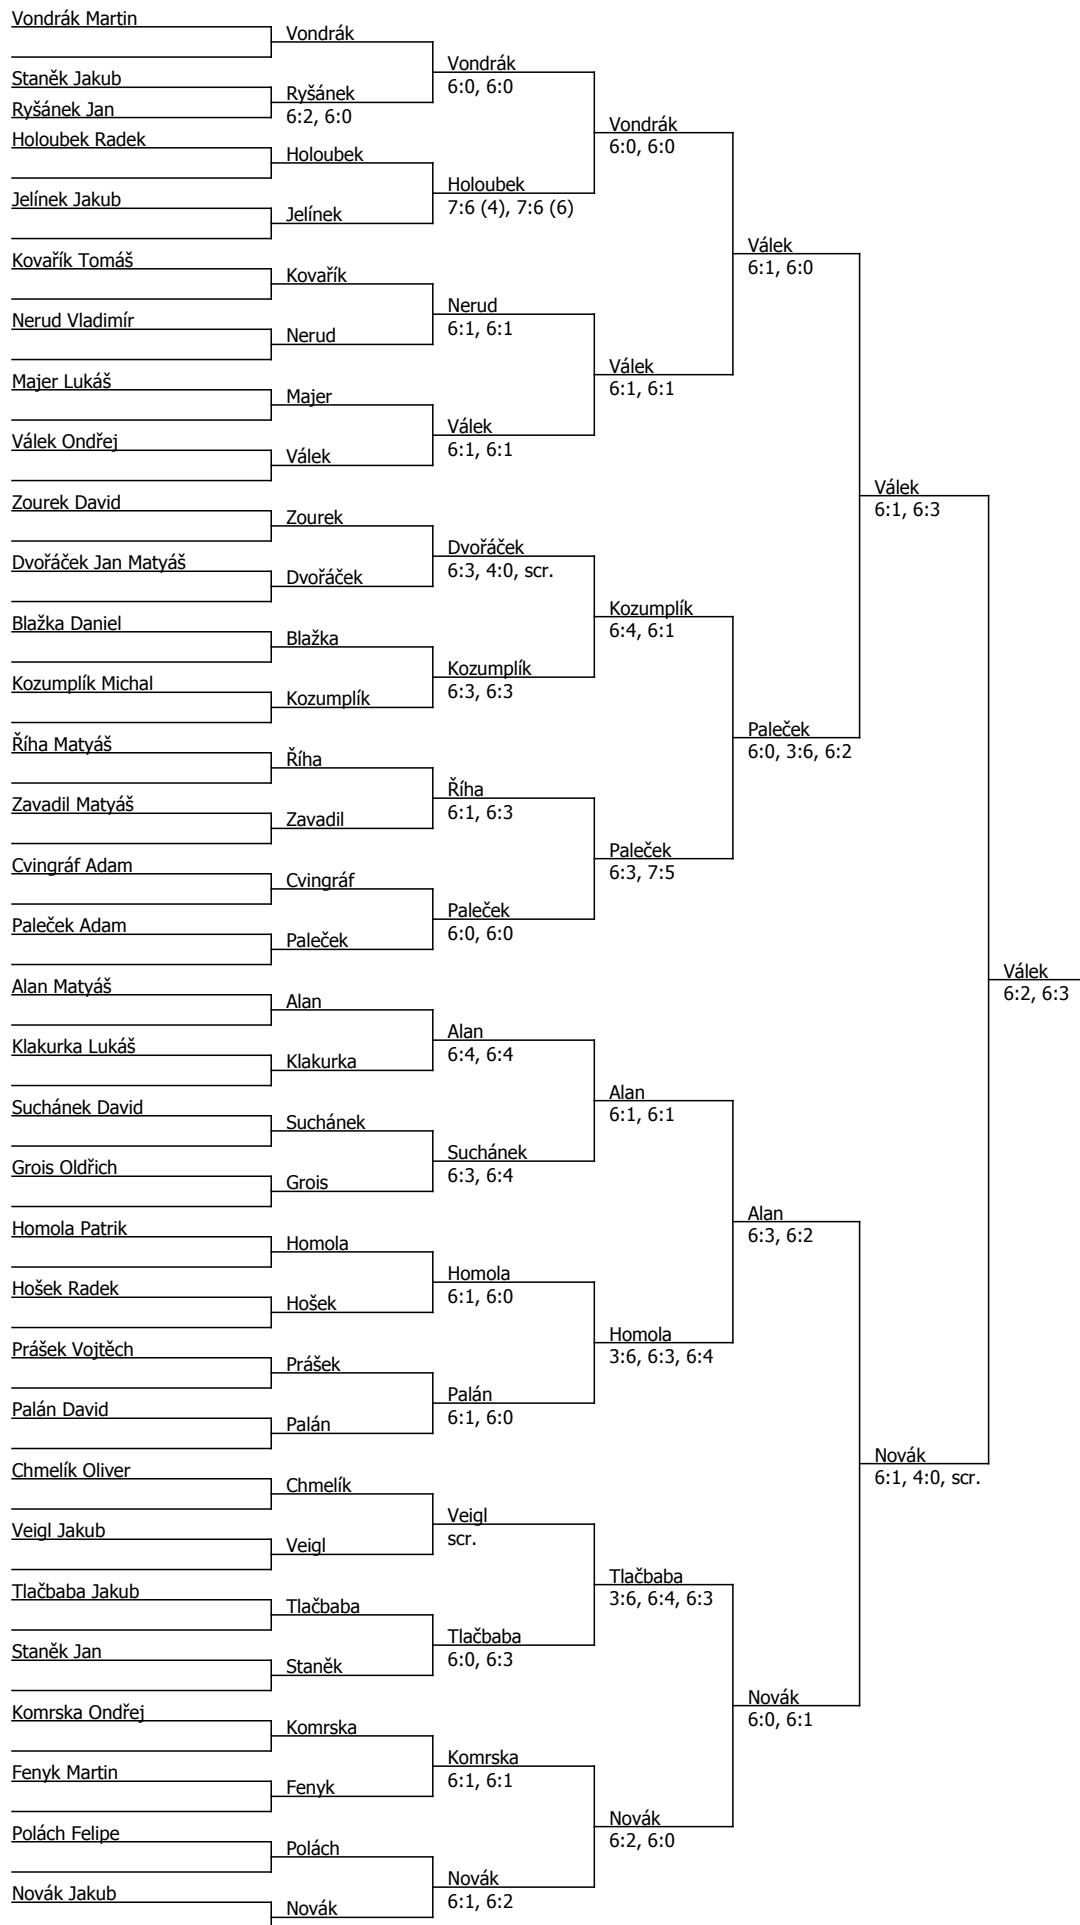 Vondrák Martin
Staněk Jakub
Ryšánek Jan
Holoubek Radek
Jelínek Jakub
Kovařík Tomáš
Nerud Vladimír
Majer Lukáš
Válek Ondřej
Zourek David
Dvořáček Jan Matyáš
Blažka Daniel
Kozumplík Michal
Říha Matyáš
Zavadil Matyáš
Cvingráf Adam
Paleček Adam
Alan Matyáš
Klakurka Lukáš
Suchánek David
Grois Oldřich
Homola Patrik
Hošek Radek
Prášek Vojtěch
Palán David
Chmelík Oliver
Veigl Jakub
Tlačbaba Jakub
Staněk Jan
Komrska Ondřej
Fenyk Martin
Polách Felipe
Novák Jakub
Vondrák
Ryšánek
6:2, 6:0
Holoubek
Jelínek
Kovařík
Nerud
Majer
Válek
Zourek
Dvořáček
Blažka
Kozumplík
Říha
Zavadil
Cvingráf
Paleček
Alan
Klakurka
Suchánek
Grois
Homola
Hošek
Prášek
Palán
Chmelík
Veigl
Tlačbaba
Staněk
Komrska
Fenyk
Polách
Novák
Vondrák
6:0, 6:0
Holoubek
7:6 (4), 7:6 (6)
Nerud
6:1, 6:1
Válek
6:1, 6:1
Dvořáček
6:3, 4:0, scr.
Kozumplík
6:3, 6:3
Říha
6:1, 6:3
Paleček
6:0, 6:0
Alan
6:4, 6:4
Suchánek
6:3, 6:4
Homola
6:1, 6:0
Palán
6:1, 6:0
Veigl
scr.
Tlačbaba
6:0, 6:3
Komrska
6:1, 6:1
Novák
6:1, 6:2
Vondrák
6:0, 6:0
Válek
6:1, 6:1
Kozumplík
6:4, 6:1
Paleček
6:3, 7:5
Alan
6:1, 6:1
Homola
3:6, 6:3, 6:4
Tlačbaba
3:6, 6:4, 6:3
Novák
6:2, 6:0
Válek
6:1, 6:0
Paleček
6:0, 3:6, 6:2
Alan
6:3, 6:2
Novák
6:0, 6:1
Válek
6:1, 6:3
Novák
6:1, 4:0, scr.
Válek
6:2, 6:3